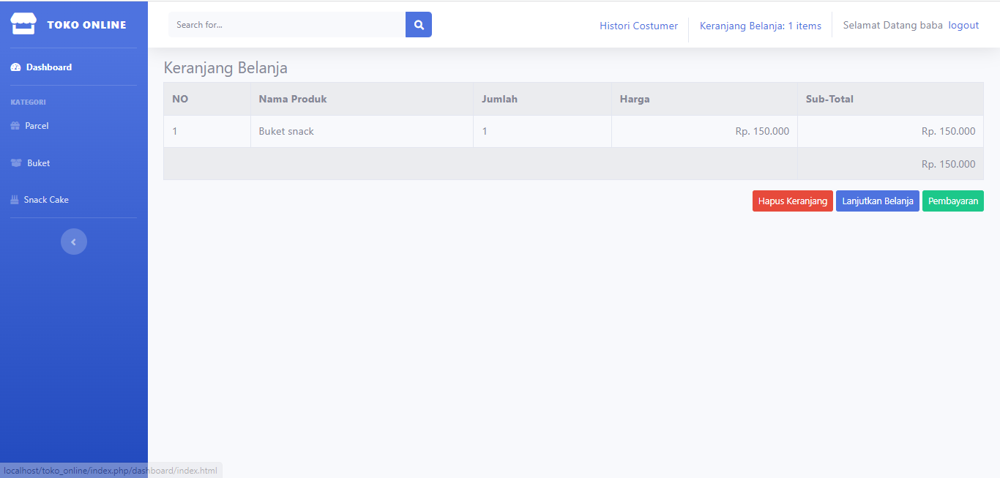 TOKO ONLINE
Search for...
Histori Costumer
Keranjang Belanja: 1 items
Selamat Datang baba logout
Dashboard
KATEGORI
Parcel
Buket
Snack Cake
Keranjang Belanja
NO Nama Produk Jumlah Harga Sub-Total
1 Buket snack 1 Rp. 150.000 Rp. 150.000
Rp. 150.000
Hapus Keranjang Lanjutkan Belanja Pembayaran
localhost/toko_online/index.php/dashboard/index.html